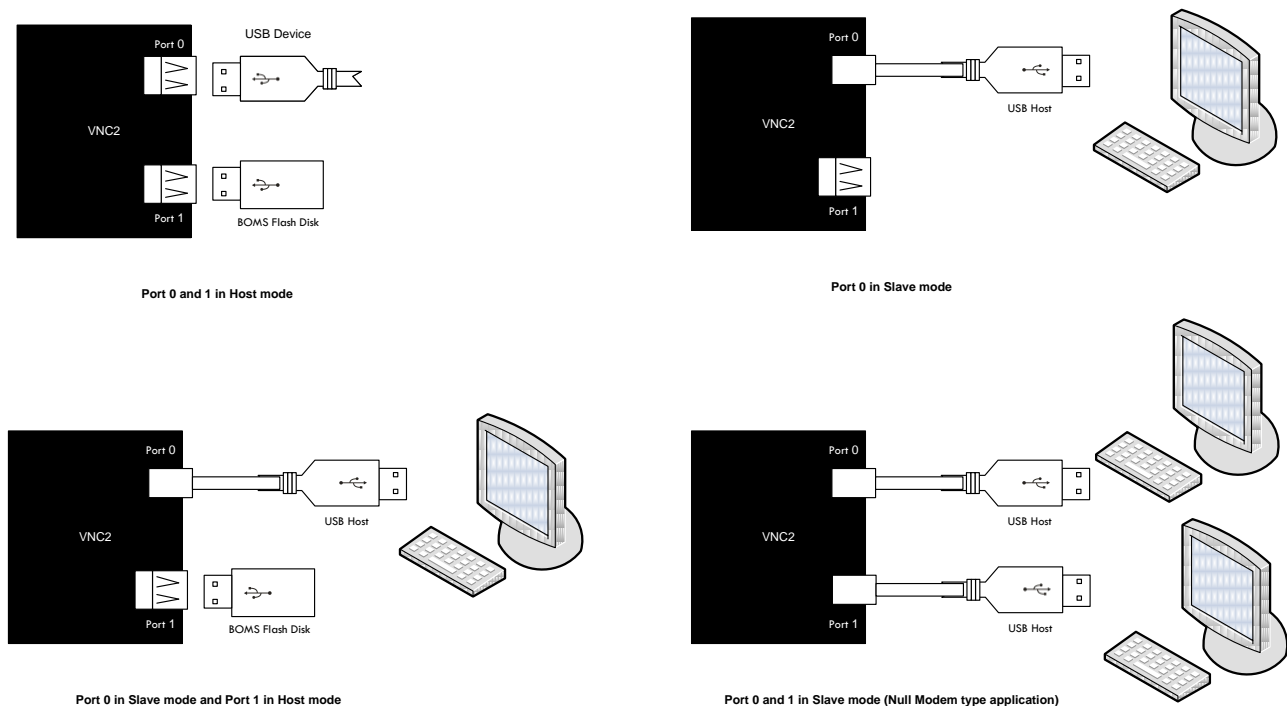 Port 0
USB Device
VNC2
Port 1
BOMS Flash Disk
Port 0 and 1 in Host mode
Port 0
USB Host
VNC2
Port 1
Port 0 in Slave mode
Port 0
USB Host
VNC2
Port 1
BOMS Flash Disk
Port 0 in Slave mode and Port 1 in Host mode
Port 0
USB Host
VNC2
Port 1
USB Host
Port 0 and 1 in Slave mode (Null Modem type application)